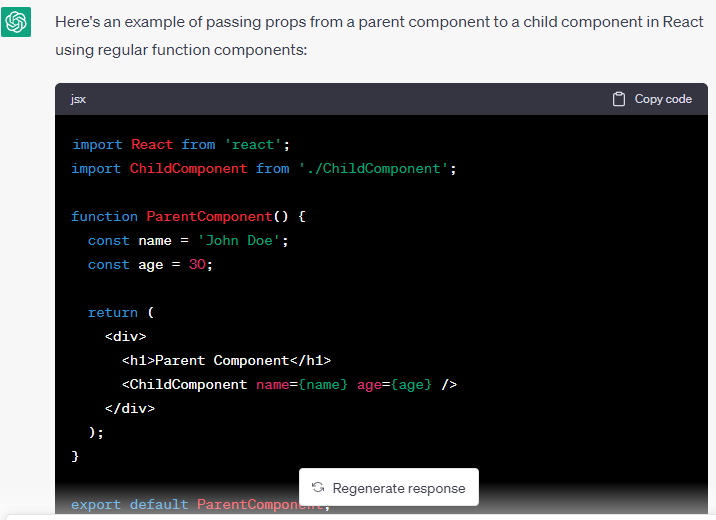 Here's an example of passing props from a parent component to a child component in React
using regular function components:
jsx
Copy code
import React from 'react';
import ChildComponent from './ChildComponent';
function ParentComponent() {
  const name = 'John Doe';
  const age = 30;
  return (
    <div>
      <h1>Parent Component</h1>
      <ChildComponent name={name} age={age} />
    </div>
  );
}
Regenerate response
export default ParentComponent;